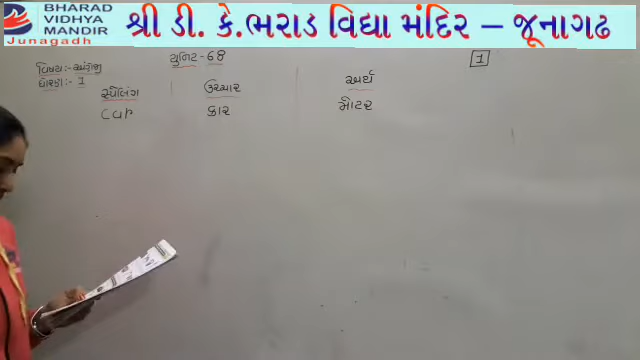 BHARAD
VIDHYA
MANDIR
Junagadh
શ્રી ડી. કે.ભરાડ વિદ્યા મંદિર – જૂનાગઢ
યુનિટ-68
1
વિષય:-અંગ્રેજી
ધોરણ:- 1
સ્પેલિંગ ઉચ્ચાર અર્થ
car કાર મોટર